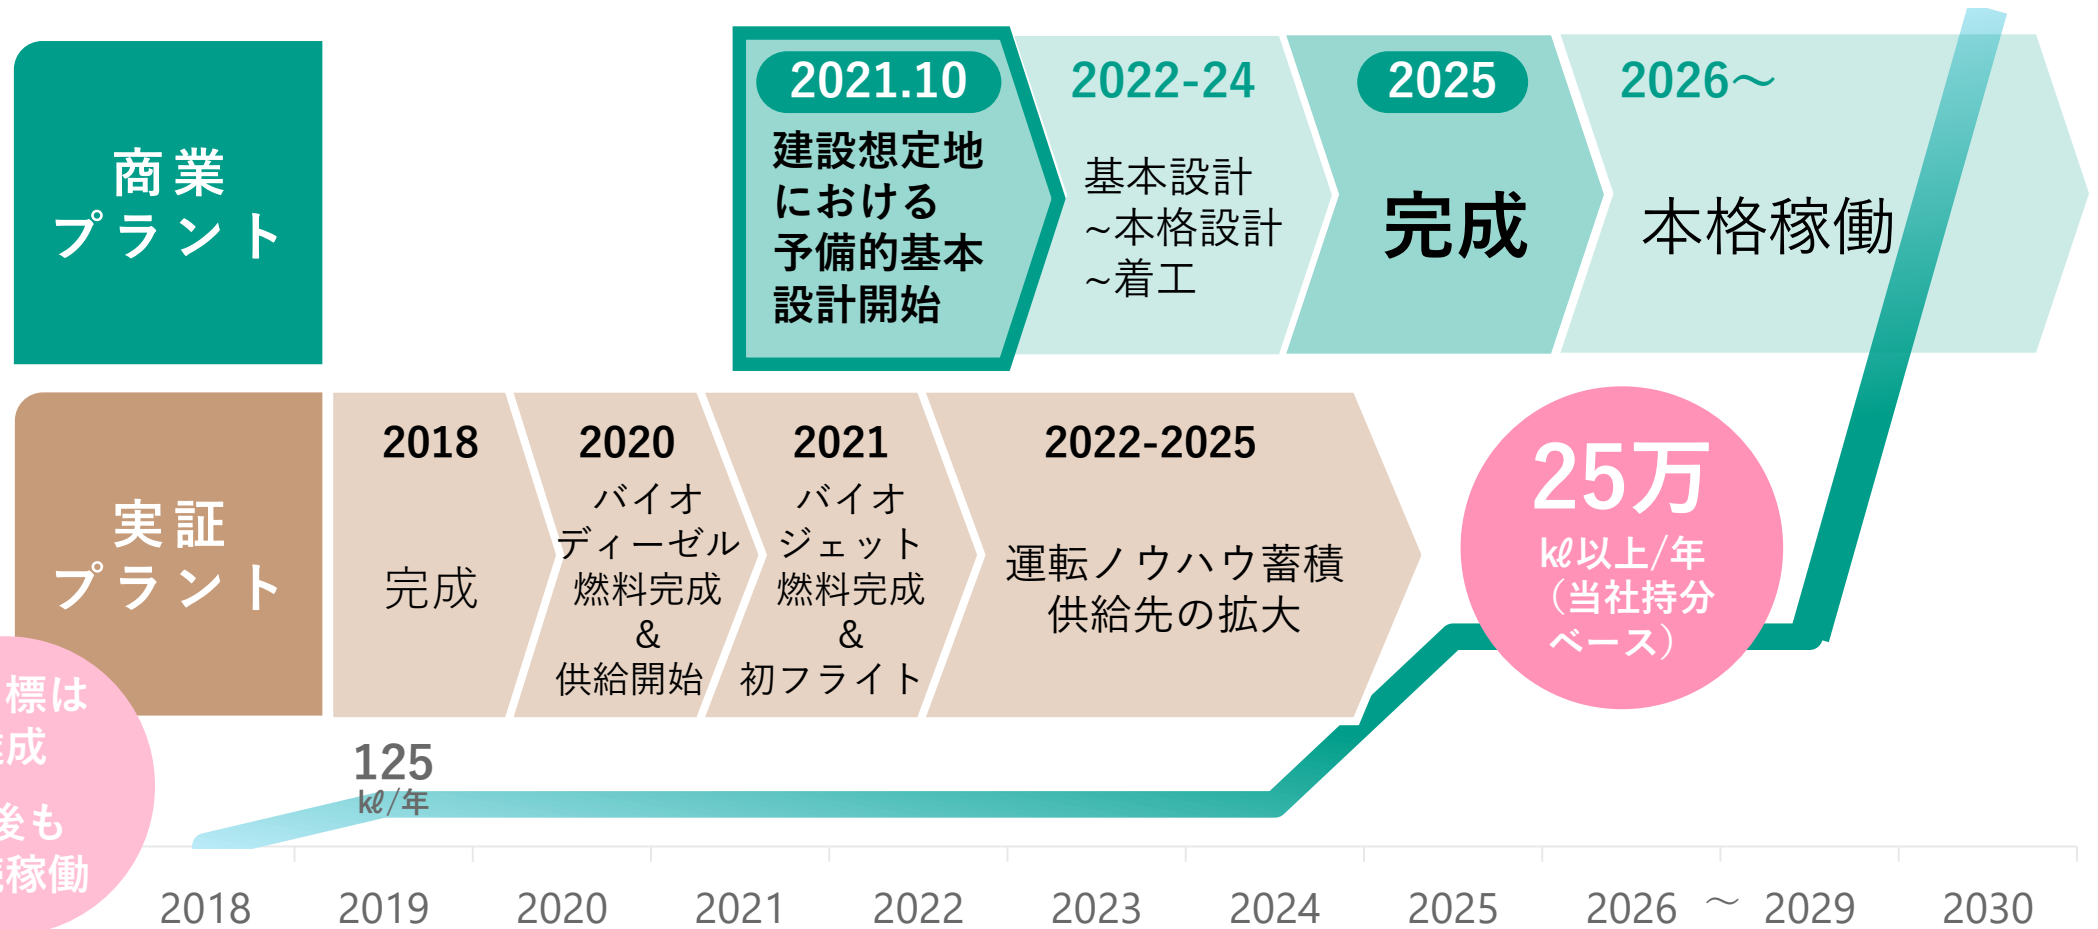 商業
プラント
2021.10
建設想定地
における
予備的基本
設計開始
2022-24
基本設計
~本格設計
~着工
2025
完成
2026～
本格稼働
実証
プラント
2018
完成
2020
バイオ
ディーゼル
燃料完成
&
供給開始
2021
バイオ
ジェット
燃料完成
&
初フライト
2022-2025
運転ノウハウ蓄積
供給先の拡大
25万
㎘以上/年
（当社持分
ベース）
標は
成
後も
稼働
125
㎘/年
2018 2019 2020 2021 2022 2023 2024 2025 2026 ～ 2029 2030